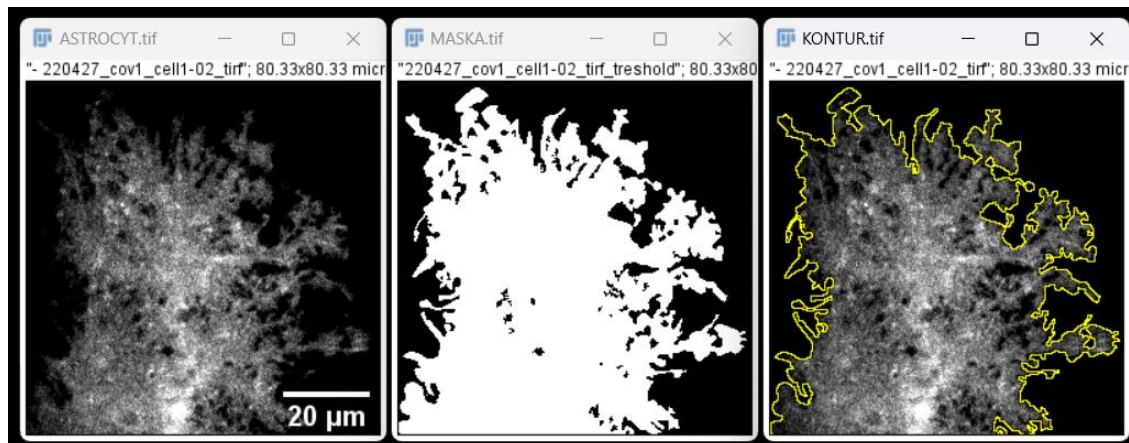 ASTROCYT.tif
"- 220427_cov1_cell1-02_tirf"; 80.33x80.33 micr
20 µm
MASKA.tif
"220427_cov1_cell1-02_tirf_treshold"; 80.33x80
KONTUR.tif
"- 220427_cov1_cell1-02_tirf"; 80.33x80.33 micr